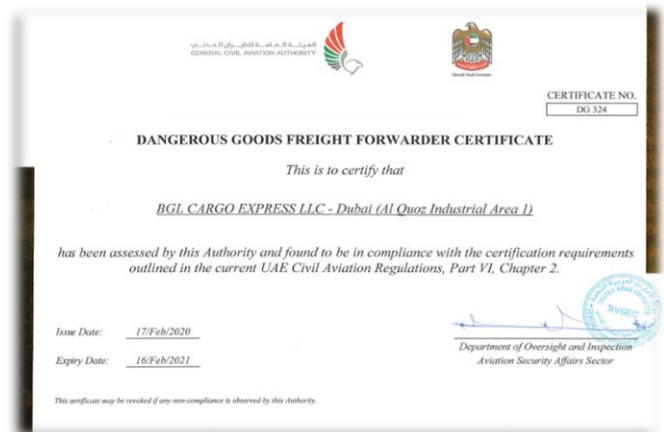 الهيئة العامة للطيران المدني
GENERAL CIVIL AVIATION AUTHORITY
United Arab Emirates
CERTIFICATE NO.
DG 324
DANGEROUS GOODS FREIGHT FORWARDER CERTIFICATE
This is to certify that
BGL CARGO EXPRESS LLC - Dubai (Al Quoz Industrial Area 1)
has been assessed by this Authority and found to be in compliance with the certification requirements
outlined in the current UAE Civil Aviation Regulations, Part VI, Chapter 2.
AVSEC
Issue Date: 17/Feb/2020
Department of Oversight and Inspection
Expiry Date: 16/Feb/2021
Aviation Security Affairs Sector
This certificate may be revoked if any non-compliance is observed by this Authority.